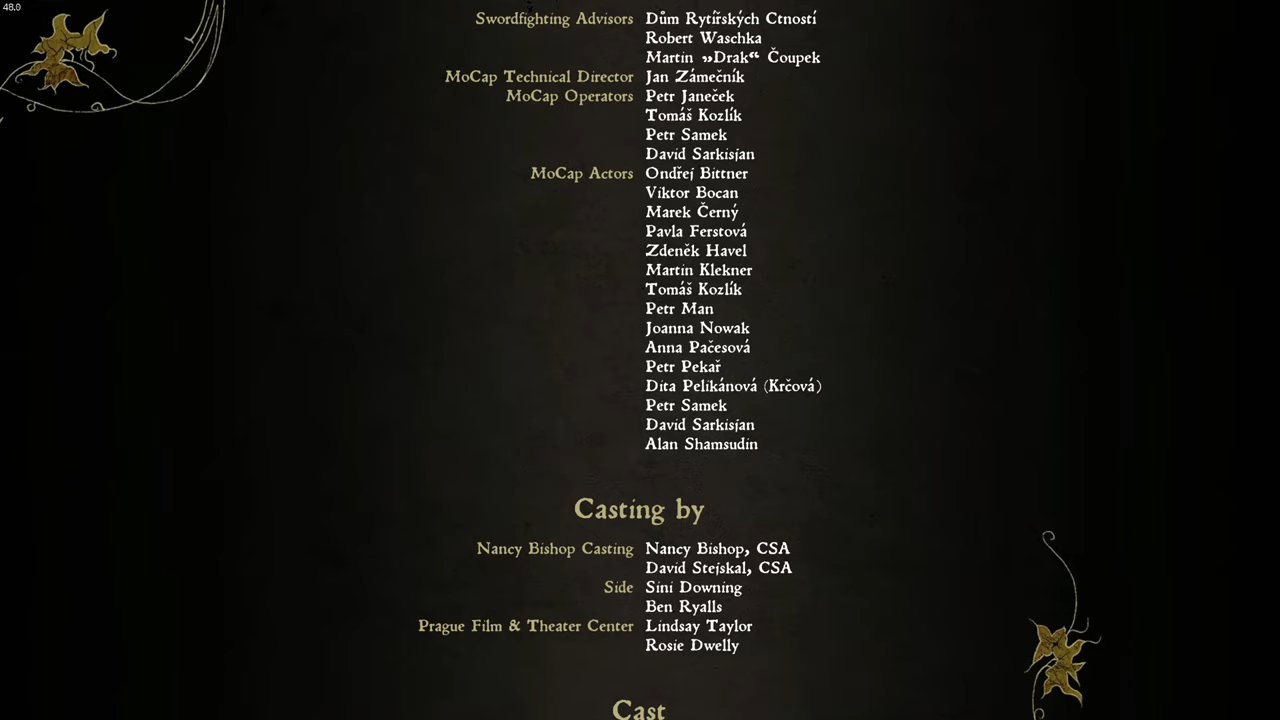 48.0
Swordfighting Advisors Dům Rytířských Ctností
Robert Waschka
Martin »Drak“ Čoupek
MoCap Technical Director Jan Zámečník
MoCap Operators Petr Janeček
Tomáš Kozlík
Petr Samek
David Sarkisjan
MoCap Actors Ondřej Bittner
Viktor Bocan
Marek Černý
Pavla Ferstová
Zdeněk Havel
Martin Klekner
Tomáš Kozlík
Petr Man
Joanna Nowak
Anna Pačesová
Petr Pekař
Dita Pelikánová (Krčová)
Petr Samek
David Sarkisjan
Alan Shamsudin
Casting by
Nancy Bishop Casting Nancy Bishop, CSA
David Stejskal, CSA
Side Sini Downing
Ben Ryalls
Prague Film & Theater Center Lindsay Taylor
Rosie Dwelly
Cast